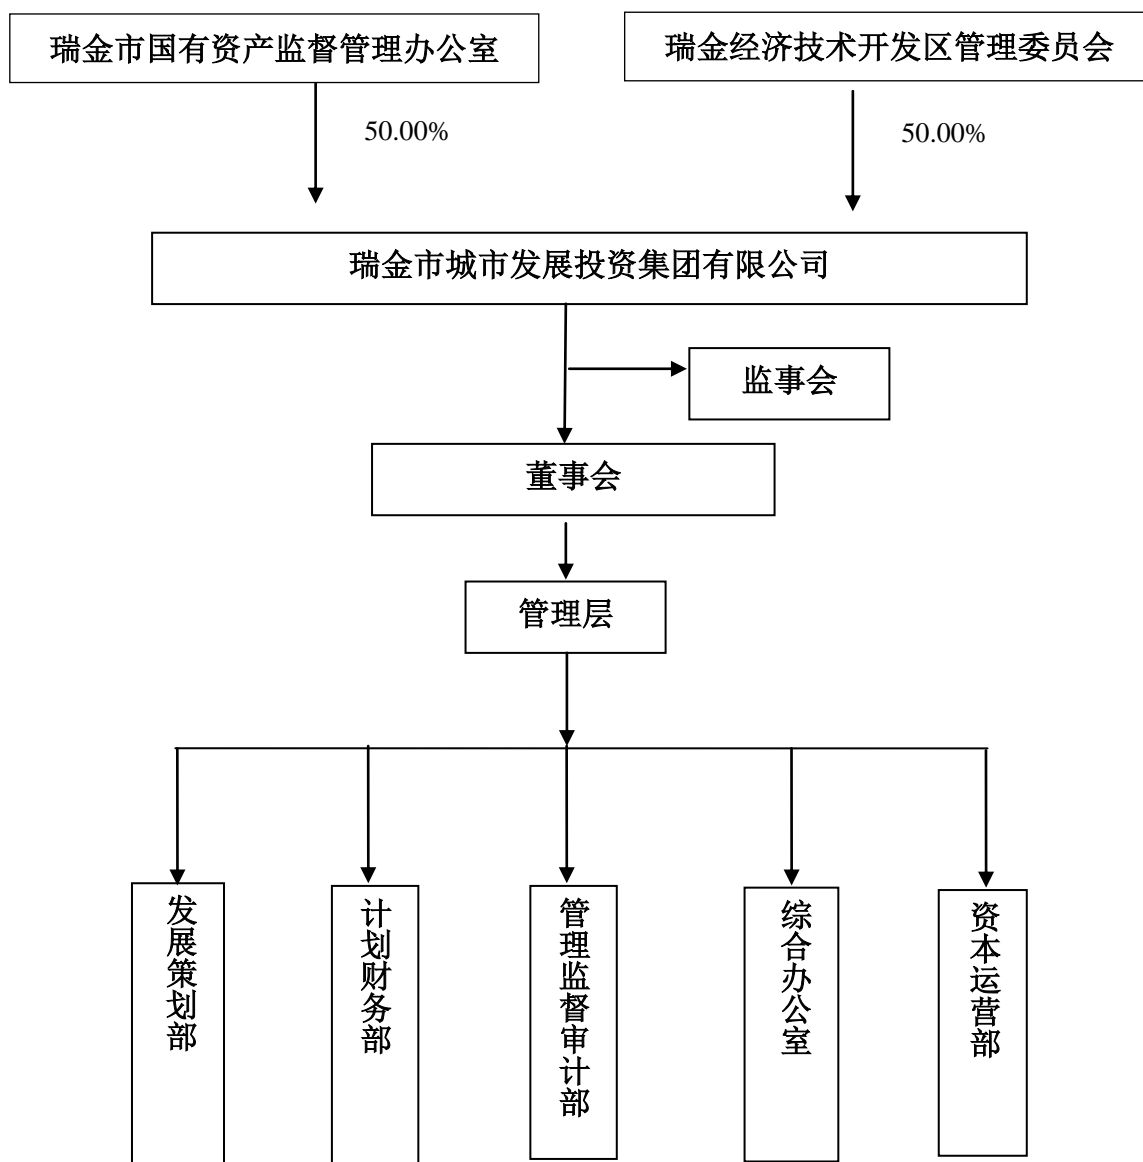 瑞金市国有资产监督管理办公室
瑞金经济技术开发区管理委员会
50.00%
50.00%
瑞金市城市发展投资集团有限公司
监事会
董事会
管理层
发展策划部
计划财务部
管理监督审计部
综合办公室
资本运营部